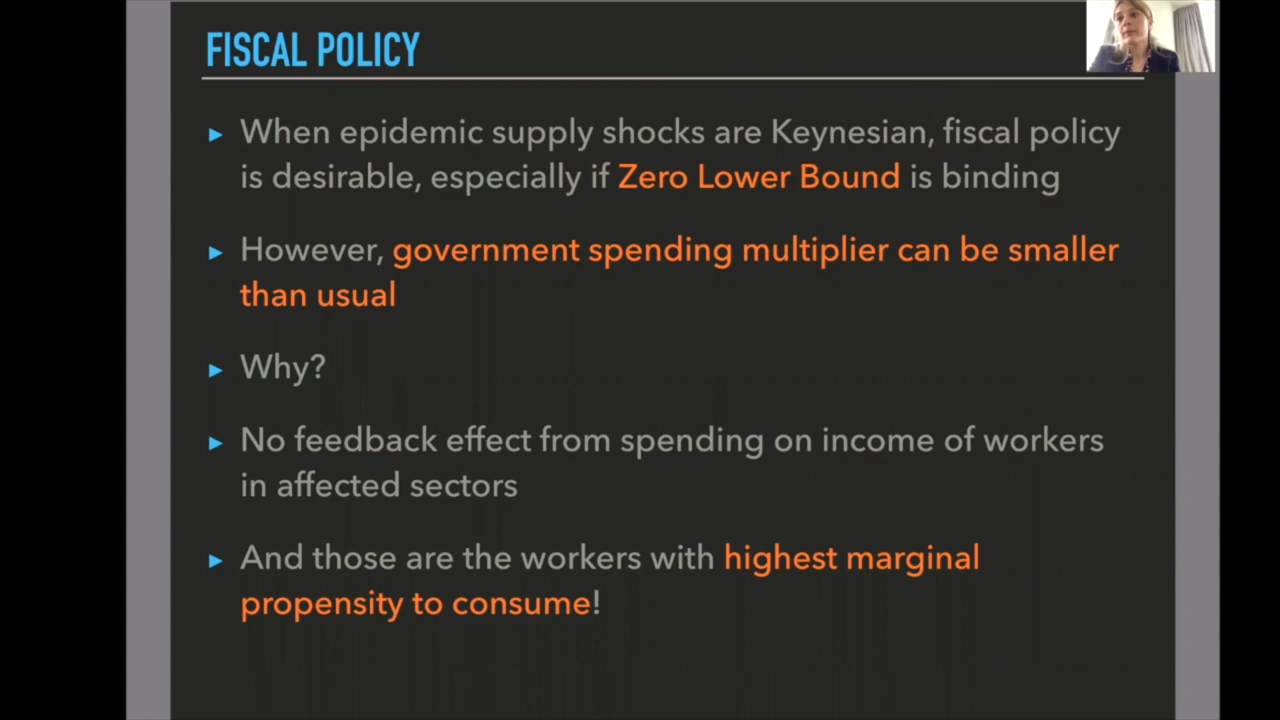 FISCAL POLICY
▸ When epidemic supply shocks are Keynesian, fiscal policy
is desirable, especially if Zero Lower Bound is binding
▸ However, government spending multiplier can be smaller
than usual
▸ Why?
▸ No feedback effect from spending on income of workers
in affected sectors
▸ And those are the workers with highest marginal
propensity to consume!